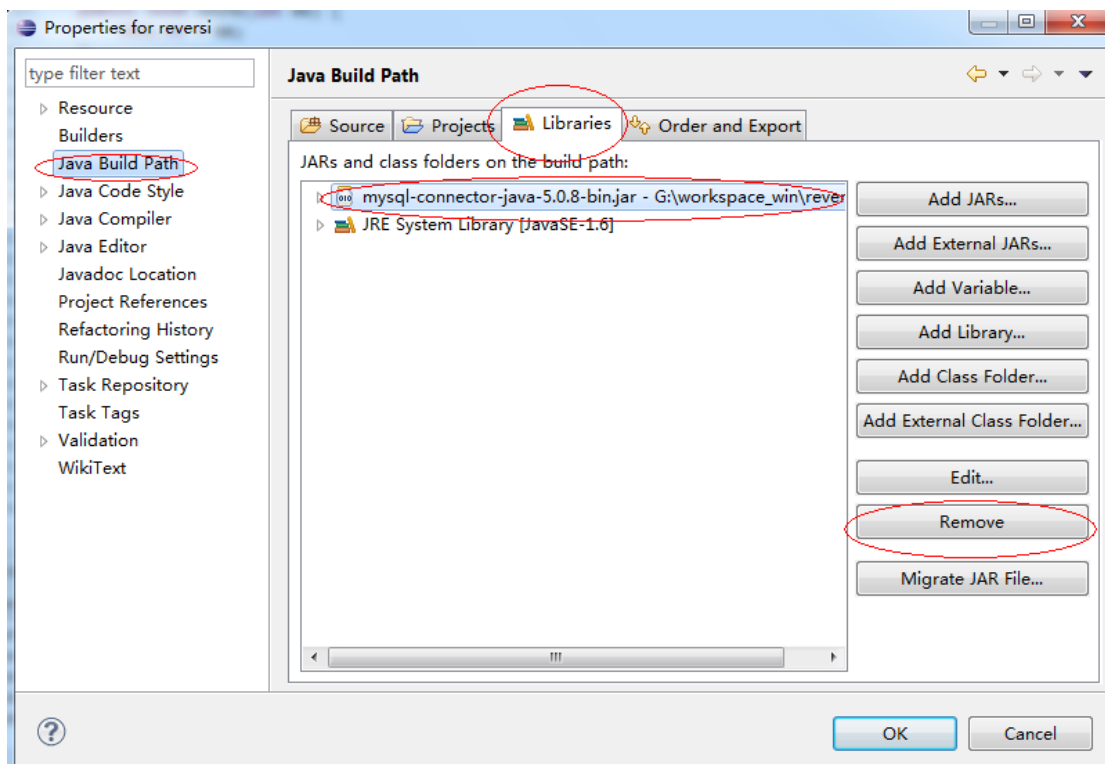 Properties for reversi
type filter text
Resource
Builders
Java Build Path
Java Code Style
Java Compiler
Java Editor
Javadoc Location
Project References
Refactoring History
Run/Debug Settings
Task Repository
Task Tags
Validation
WikiText
Java Build Path
Source Projects Libraries Order and Export
JARs and class folders on the build path:
mysql-connector-java-5.0.8-bin.jar - G:\workspace_win\rever
JRE System Library [JavaSE-1.6]
Add JARs...
Add External JARs...
Add Variable...
Add Library...
Add Class Folder...
Add External Class Folder...
Edit...
Remove
Migrate JAR File...
OK Cancel